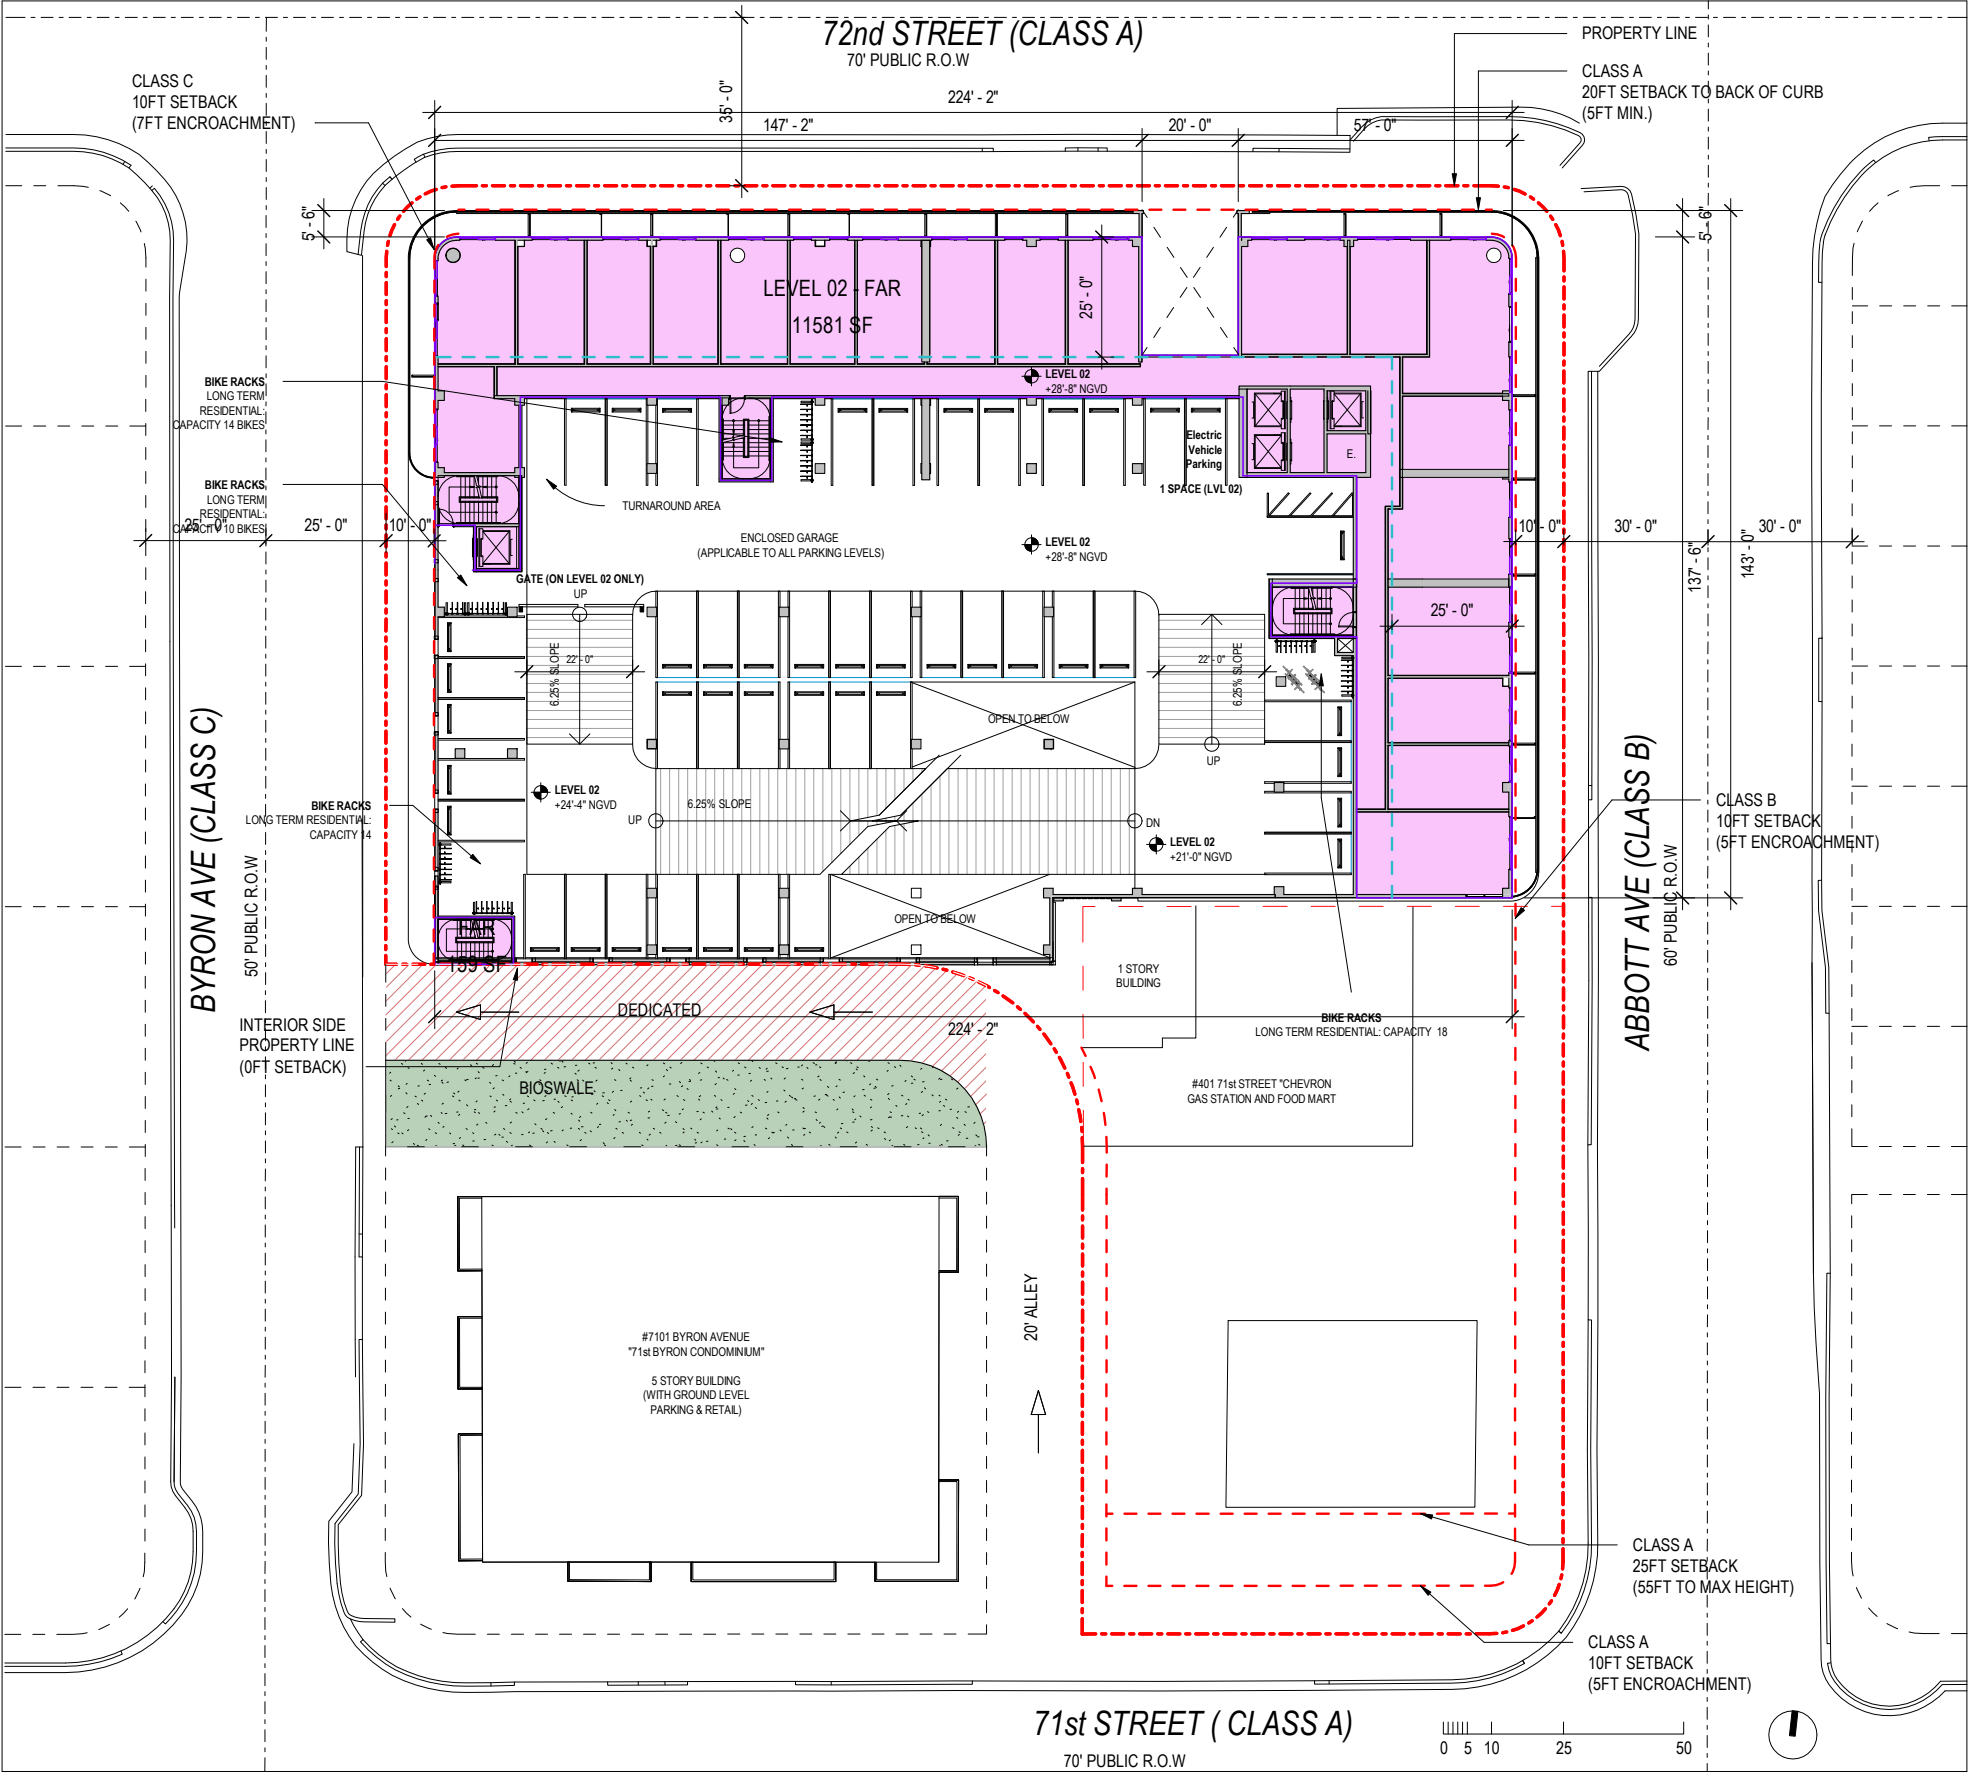 72nd STREET (CLASS A)
70' PUBLIC R.O.W
PROPERTY LINE
CLASS C
10FT SETBACK
(7FT ENCROACHMENT)
CLASS A
20FT SETBACK TO BACK OF CURB
(5FT MIN.)
35' - 0"
224' - 2"
147' - 2"
20' - 0"
57' - 0"
5' - 6"
5' - 6"
LEVEL 02 - FAR
11581 SF
25' - 0"
BIKE RACKS
LONG TERM
RESIDENTIAL:
CAPACITY 14 BIKES
LEVEL 02
+28'-8" NGVD
Electric
Vehicle
Parking
1 SPACE (LVL 02)
E.
BIKE RACKS
LONG TERM
RESIDENTIAL:
CAPACITY 10 BIKES
TURNAROUND AREA
25' - 0"
25' - 0"
10' - 0"
ENCLOSED GARAGE
(APPLICABLE TO ALL PARKING LEVELS)
LEVEL 02
+28'-8" NGVD
10' - 0"
30' - 0"
30' - 0"
137' - 6"
143' - 0"
GATE (ON LEVEL 02 ONLY)
UP
25' - 0"
6.25% SLOPE
22' - 0"
22' - 0"
6.25% SLOPE
OPEN TO BELOW
UP
BYRON AVE (CLASS C)
50' PUBLIC R.O.W
ABBOTT AVE (CLASS B)
60' PUBLIC R.O.W
LEVEL 02
+24'-4" NGVD
6.25% SLOPE
UP
DN
BIKE RACKS
LONG TERM RESIDENTIAL:
CAPACITY 14
LEVEL 02
+21'-0" NGVD
CLASS B
10FT SETBACK
(5FT ENCROACHMENT)
OPEN TO BELOW
FAR
159 SF
1 STORY
BUILDING
DEDICATED
224' - 2"
BIKE RACKS
LONG TERM RESIDENTIAL: CAPACITY 18
INTERIOR SIDE
PROPERTY LINE
(0FT SETBACK)
BIOSWALE
#401 71st STREET "CHEVRON
GAS STATION AND FOOD MART
20' ALLEY
#7101 BYRON AVENUE
"71st BYRON CONDOMINIUM"
5 STORY BUILDING
(WITH GROUND LEVEL
PARKING & RETAIL)
CLASS A
25FT SETBACK
(55FT TO MAX HEIGHT)
CLASS A
10FT SETBACK
(5FT ENCROACHMENT)
71st STREET ( CLASS A)
70' PUBLIC R.O.W
0 5 10 25 50